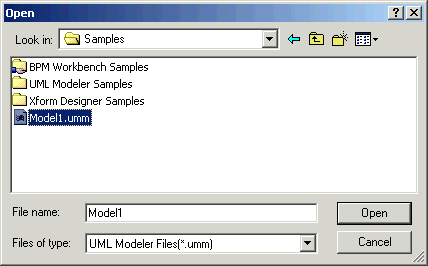 Open
Look in: Samples
BPM Workbench Samples
UML Modeler Samples
Xform Designer Samples
Model1.umm
File name: Model1 Open
Files of type: UML Modeler Files(*.umm) Cancel